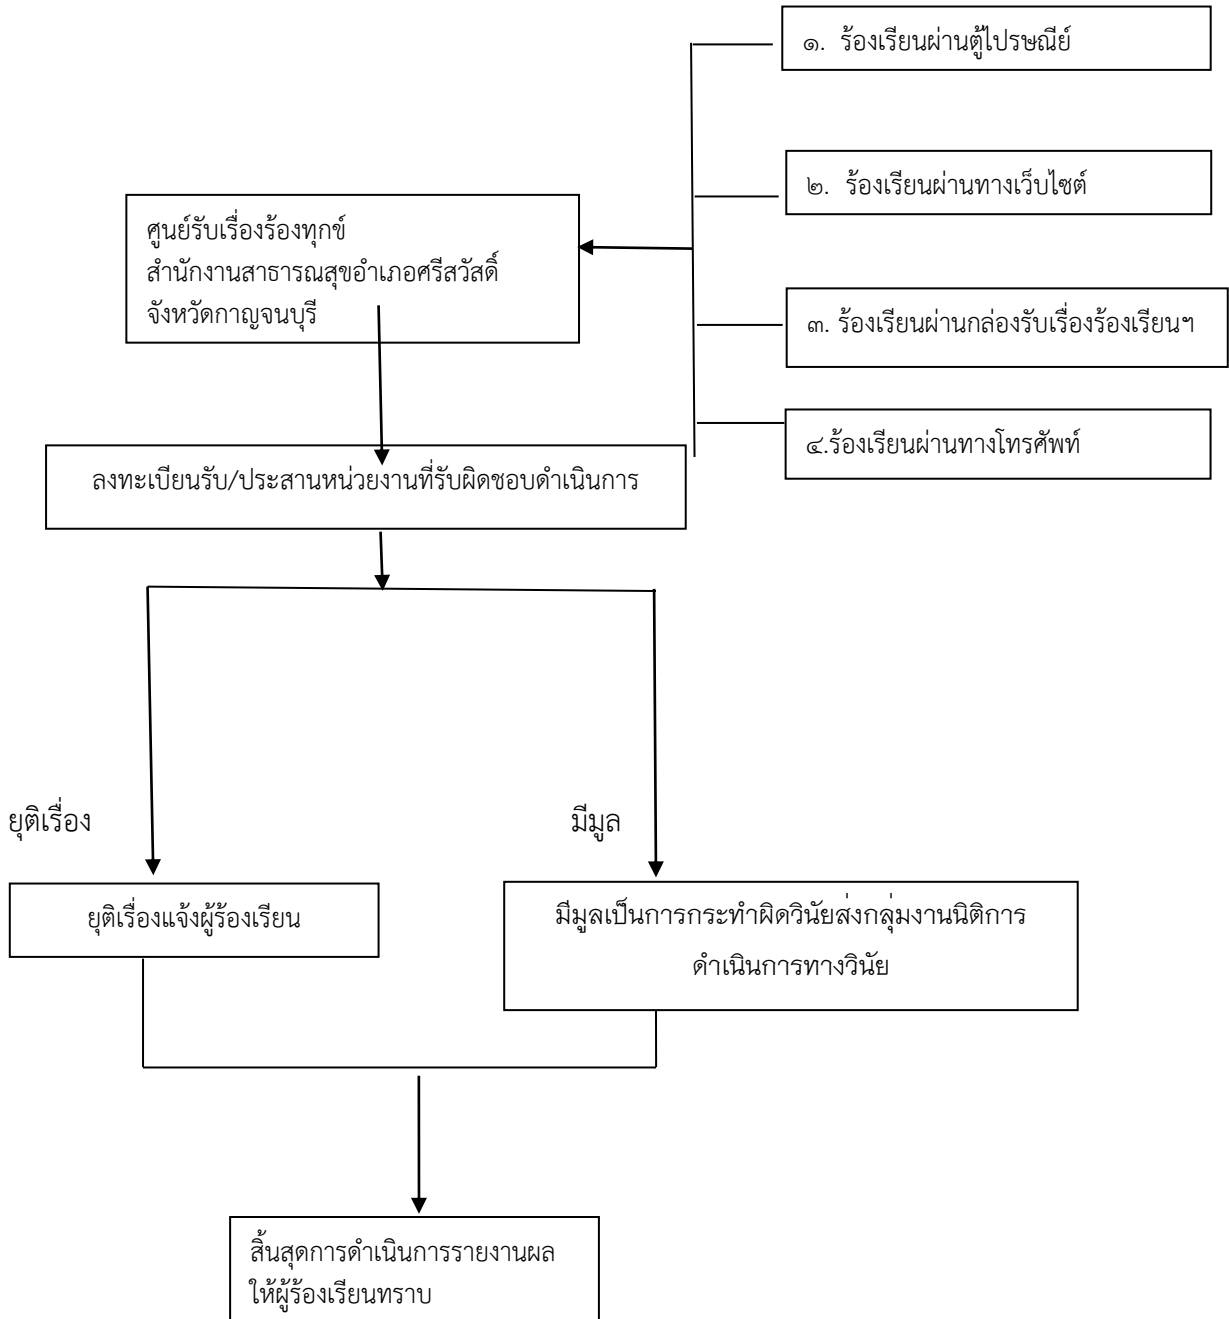 ๑. ร้องเรียนผ่านตู้ไปรษณีย์
๒. ร้องเรียนผ่านทางเว็บไซต์
ศูนย์รับเรื่องร้องทุกข์
สำนักงานสาธารณสุขอำเภอศรีสวัสดิ์
จังหวัดกาญจนบุรี
๓. ร้องเรียนผ่านกล่องรับเรื่องร้องเรียนฯ
๔.ร้องเรียนผ่านทางโทรศัพท์
ลงทะเบียนรับ/ประสานหน่วยงานที่รับผิดชอบดำเนินการ
ยุติเรื่อง
มีมูล
ยุติเรื่องแจ้งผู้ร้องเรียน
มีมูลเป็นการกระทำผิดวินัยส่งกลุ่มงานนิติการ
ดำเนินการทางวินัย
สิ้นสุดการดำเนินการรายงานผล
ให้ผู้ร้องเรียนทราบ